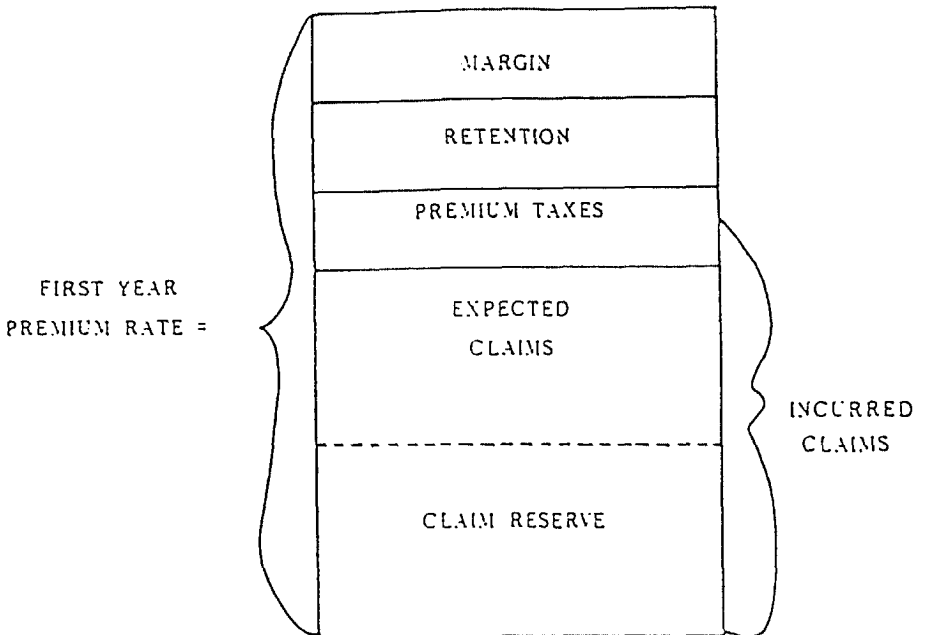 MARGIN
RETENTION
PREMIUM TAXES
FIRST YEAR
PREMIUM RATE =
EXPECTED
CLAIMS
INCURRED
CLAIMS
CLAIM RESERVE